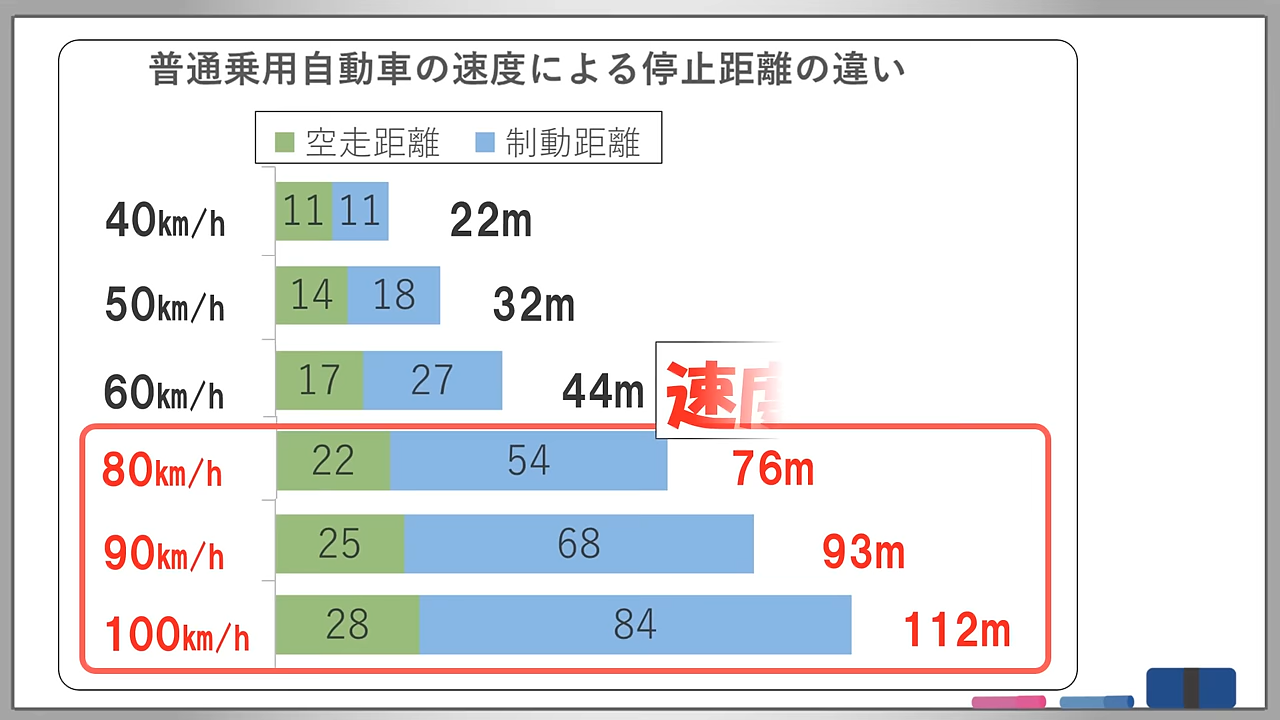 普通乗用自動車の速度による停止距離の違い
空走距離 制動距離
40km/h 11 11 22m
50km/h 14 18 32m
60km/h 17 27 44m
速度
80km/h 22 54 76m
90km/h 25 68 93m
100km/h 28 84 112m